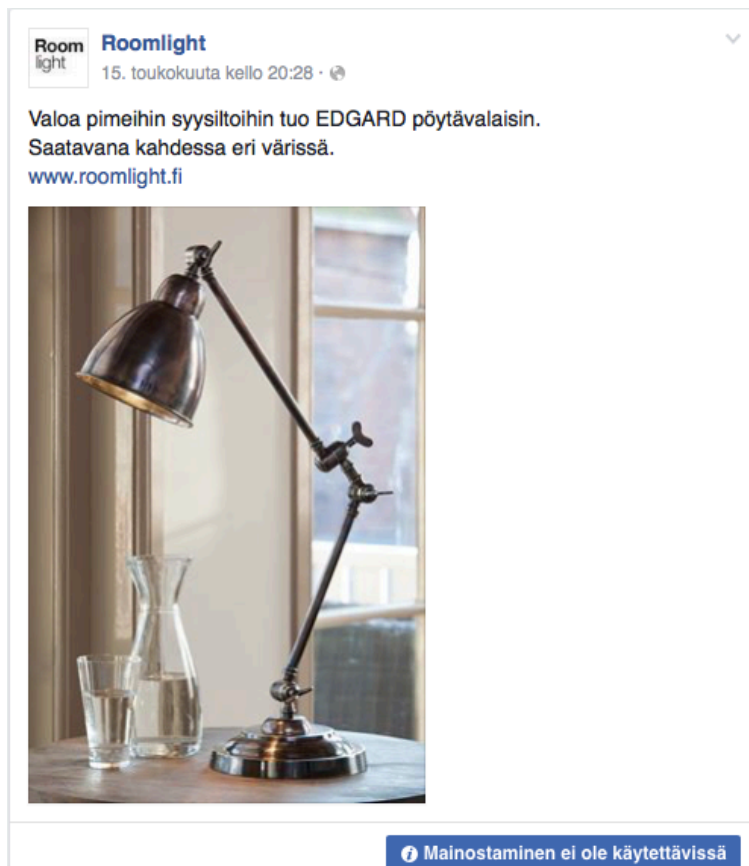 Room
light
Roomlight
15. toukokuuta kello 20:28 ·
Valoa pimeihin syysiltoihin tuo EDGARD pöytävalaisin.
Saatavana kahdessa eri värissä.
www.roomlight.fi
Mainostaminen ei ole käytettävissä